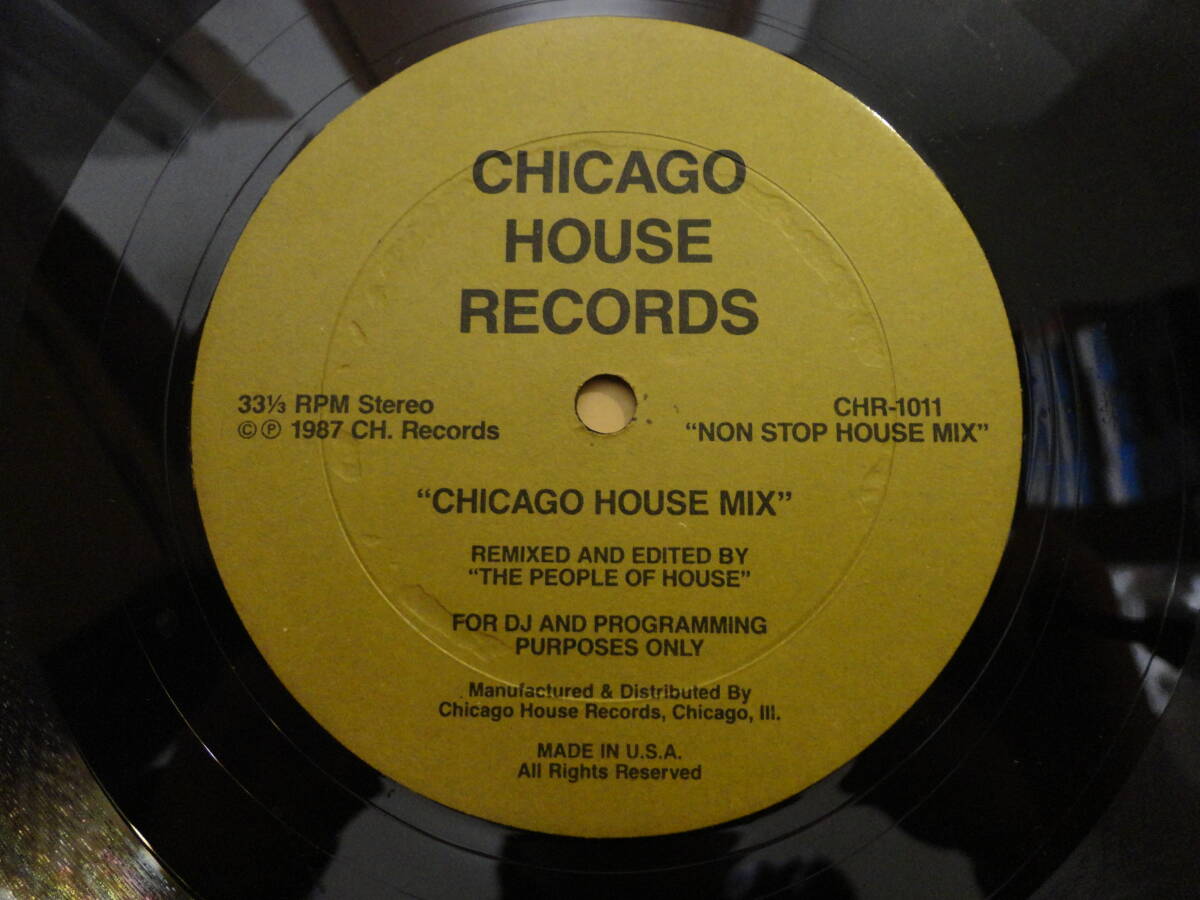 CHICAGO
HOUSE
RECORDS
33⅓ RPM Stereo
© ℗ 1987 CH. Records
CHR-1011
“NON STOP HOUSE MIX”
“CHICAGO HOUSE MIX”
REMIXED AND EDITED BY
“THE PEOPLE OF HOUSE”
FOR DJ AND PROGRAMMING
PURPOSES ONLY
Manufactured & Distributed By
Chicago House Records, Chicago, Ill.
MADE IN U.S.A.
All Rights Reserved